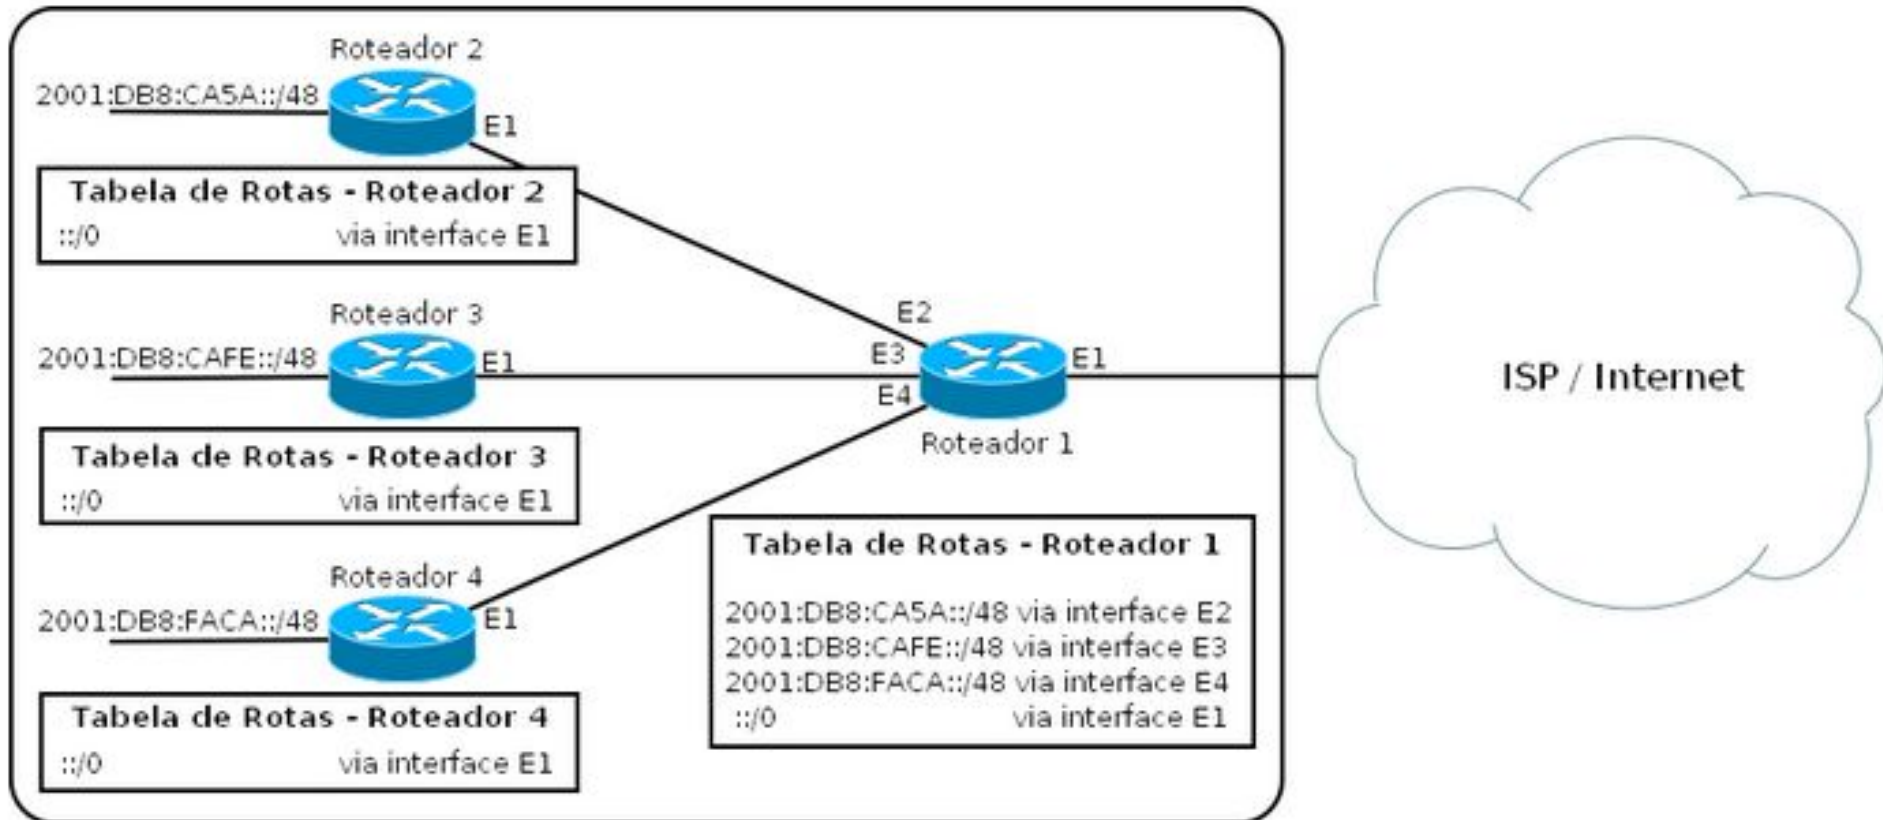 Roteador 2
2001:DB8:CA5A::/48
E1
Tabela de Rotas - Roteador 2
::/0 via interface E1
Roteador 3
2001:DB8:CAFE::/48
E1
Tabela de Rotas - Roteador 3
::/0 via interface E1
Roteador 4
2001:DB8:FACA::/48
E1
Tabela de Rotas - Roteador 4
::/0 via interface E1
E2
E3
E4
E1
Roteador 1
Tabela de Rotas - Roteador 1
2001:DB8:CA5A::/48 via interface E2
2001:DB8:CAFE::/48 via interface E3
2001:DB8:FACA::/48 via interface E4
::/0 via interface E1
ISP / Internet